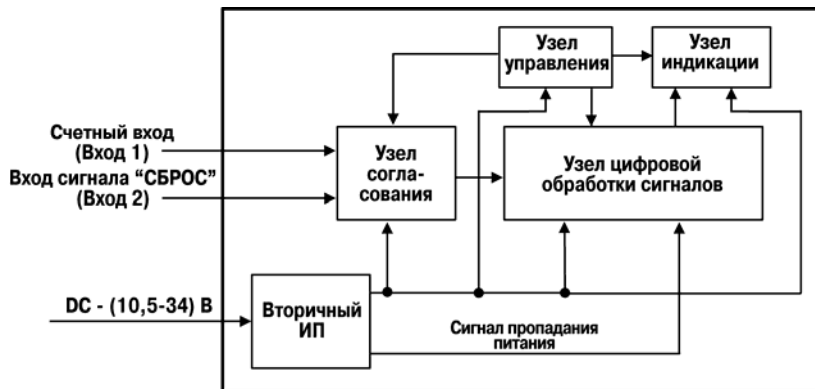 Узел
управления
Узел
индикации
Счетный вход
(Вход 1)
Вход сигнала “СБРОС”
(Вход 2)
Узел
согла-
сования
Узел цифровой
обработки сигналов
DC - (10,5-34) В
Вторичный
ИП
Сигнал пропадания
питания